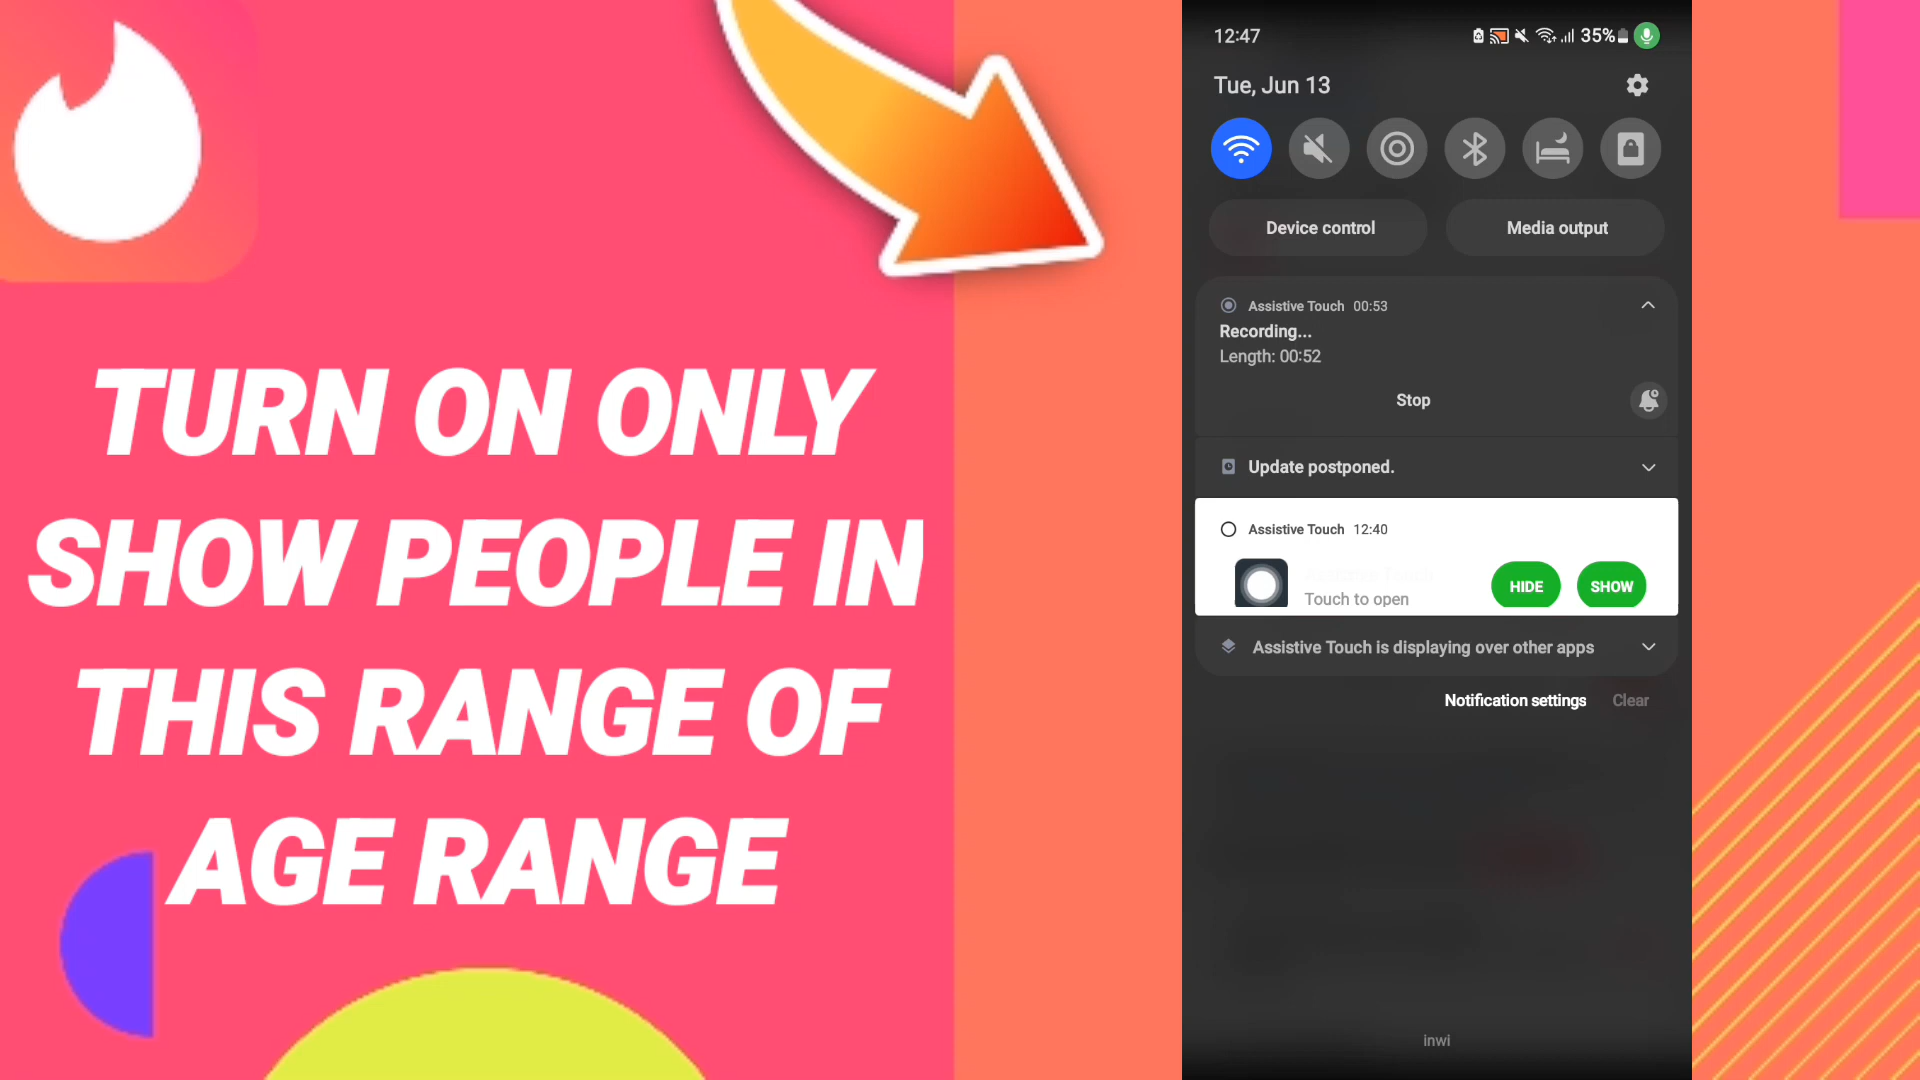 TURN ON ONLY
SHOW PEOPLE IN
THIS RANGE OF
AGE RANGE
12:47
35%
Tue, Jun 13
Device control
Media output
Assistive Touch 00:53
Recording...
Length: 00:52
Stop
Update postponed.
Assistive Touch 12:40
Touch to open
HIDE
SHOW
Assistive Touch is displaying over other apps
Notification settings
Clear
inwi